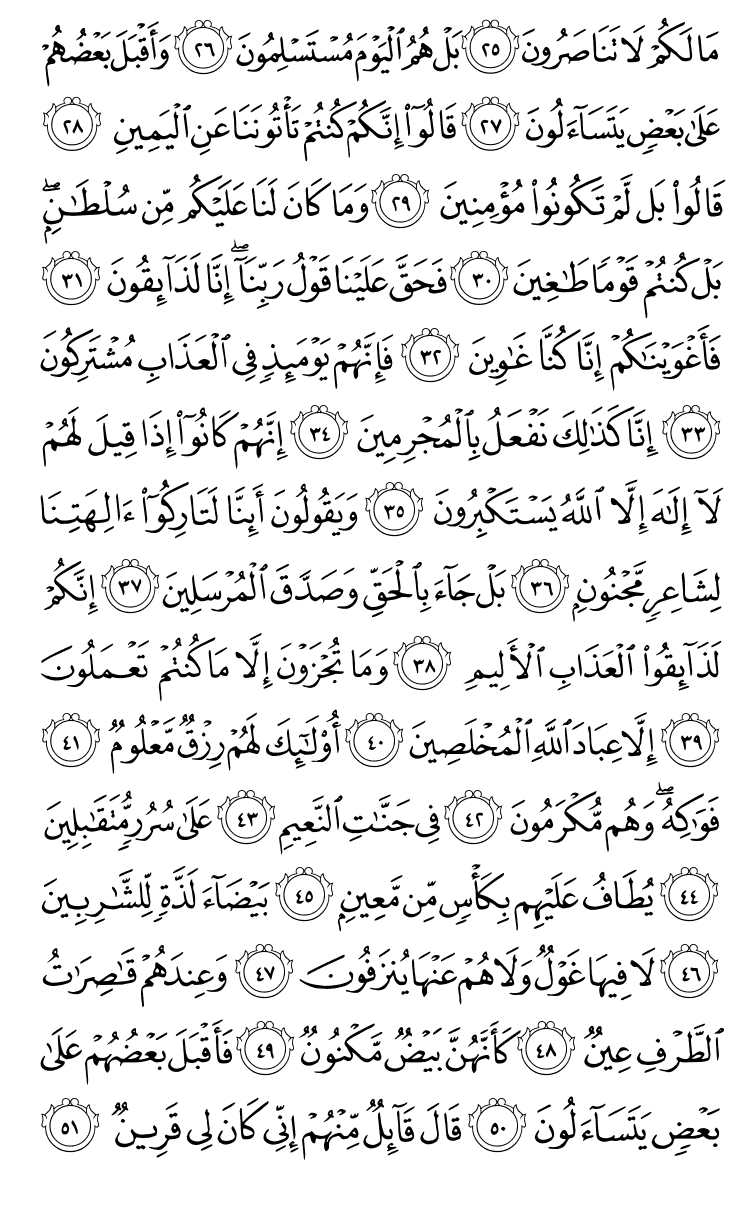 مَا لَكُمْ لَا تَنَاصَرُونَ ٢٥ بَلْ هُمُ ٱلْيَوْمَ مُسْتَسْلِمُونَ ٢٦ وَأَقْبَلَ بَعْضُهُمْ
عَلَىٰ بَعْضٍ يَتَسَآءَلُونَ ٢٧ قَالُوٓا۟ إِنَّكُمْ كُنتُمْ تَأْتُونَنَا عَنِ ٱلْيَمِينِ ٢٨
قَالُوا۟ بَل لَّمْ تَكُونُوا۟ مُؤْمِنِينَ ٢٩ وَمَا كَانَ لَنَا عَلَيْكُم مِّن سُلْطَـٰنٍۭ ۖ
بَلْ كُنتُمْ قَوْمًا طَـٰغِينَ ٣٠ فَحَقَّ عَلَيْنَا قَوْلُ رَبِّنَآ ۖ إِنَّا لَذَآئِقُونَ ٣١
فَأَغْوَيْنَـٰكُمْ إِنَّا كُنَّا غَـٰوِينَ ٣٢ فَإِنَّهُمْ يَوْمَئِذٍ فِى ٱلْعَذَابِ مُشْتَرِكُونَ
٣٣ إِنَّا كَذَٰلِكَ نَفْعَلُ بِٱلْمُجْرِمِينَ ٣٤ إِنَّهُمْ كَانُوٓا۟ إِذَا قِيلَ لَهُمْ
لَآ إِلَـٰهَ إِلَّا ٱللَّهُ يَسْتَكْبِرُونَ ٣٥ وَيَقُولُونَ أَئِنَّا لَتَارِكُوٓا۟ ءَالِهَتِنَا
لِشَاعِرٍ مَّجْنُونٍۭ ٣٦ بَلْ جَآءَ بِٱلْحَقِّ وَصَدَّقَ ٱلْمُرْسَلِينَ ٣٧ إِنَّكُمْ
لَذَآئِقُوا۟ ٱلْعَذَابِ ٱلْأَلِيمِ ٣٨ وَمَا تُجْزَوْنَ إِلَّا مَا كُنتُمْ تَعْمَلُونَ
٣٩ إِلَّا عِبَادَ ٱللَّهِ ٱلْمُخْلَصِينَ ٤٠ أُو۟لَـٰٓئِكَ لَهُمْ رِزْقٌ مَّعْلُومٌ ٤١
فَوَٰكِهُ ۖ وَهُم مُّكْرَمُونَ ٤٢ فِى جَنَّـٰتِ ٱلنَّعِيمِ ٤٣ عَلَىٰ سُرُرٍ مُّتَقَـٰبِلِينَ
٤٤ يُطَافُ عَلَيْهِم بِكَأْسٍ مِّن مَّعِينٍۭ ٤٥ بَيْضَآءَ لَذَّةٍ لِّلشَّـٰرِبِينَ
٤٦ لَا فِيهَا غَوْلٌ وَلَا هُمْ عَنْهَا يُنزَفُونَ ٤٧ وَعِندَهُمْ قَـٰصِرَٰتُ
ٱلطَّرْفِ عِينٌ ٤٨ كَأَنَّهُنَّ بَيْضٌ مَّكْنُونٌ ٤٩ فَأَقْبَلَ بَعْضُهُمْ عَلَىٰ
بَعْضٍ يَتَسَآءَلُونَ ٥٠ قَالَ قَآئِلٌ مِّنْهُمْ إِنِّى كَانَ لِى قَرِينٌ ٥١